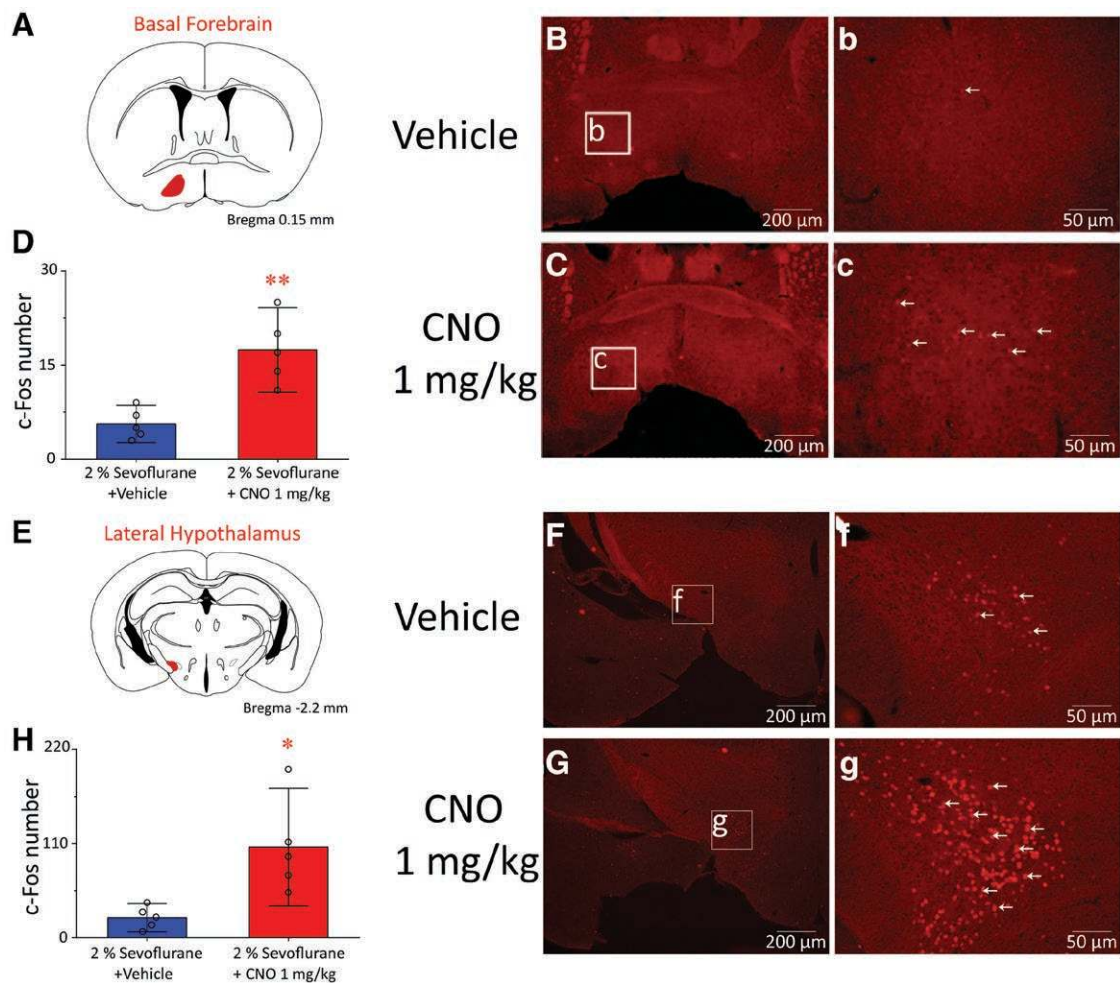 A
Basal Forebrain
Bregma 0.15 mm
Vehicle
B
b
200 µm
b
50 µm
D
c-Fos number
30
15
0
**
2 % Sevoflurane
+Vehicle
2 % Sevoflurane
+ CNO 1 mg/kg
CNO
1 mg/kg
C
c
200 µm
c
50 µm
E
Lateral Hypothalamus
Bregma -2.2 mm
Vehicle
F
f
200 µm
f
50 µm
H
c-Fos number
220
110
0
*
2 % Sevoflurane
+Vehicle
2 % Sevoflurane
+ CNO 1 mg/kg
CNO
1 mg/kg
G
g
200 µm
g
50 µm